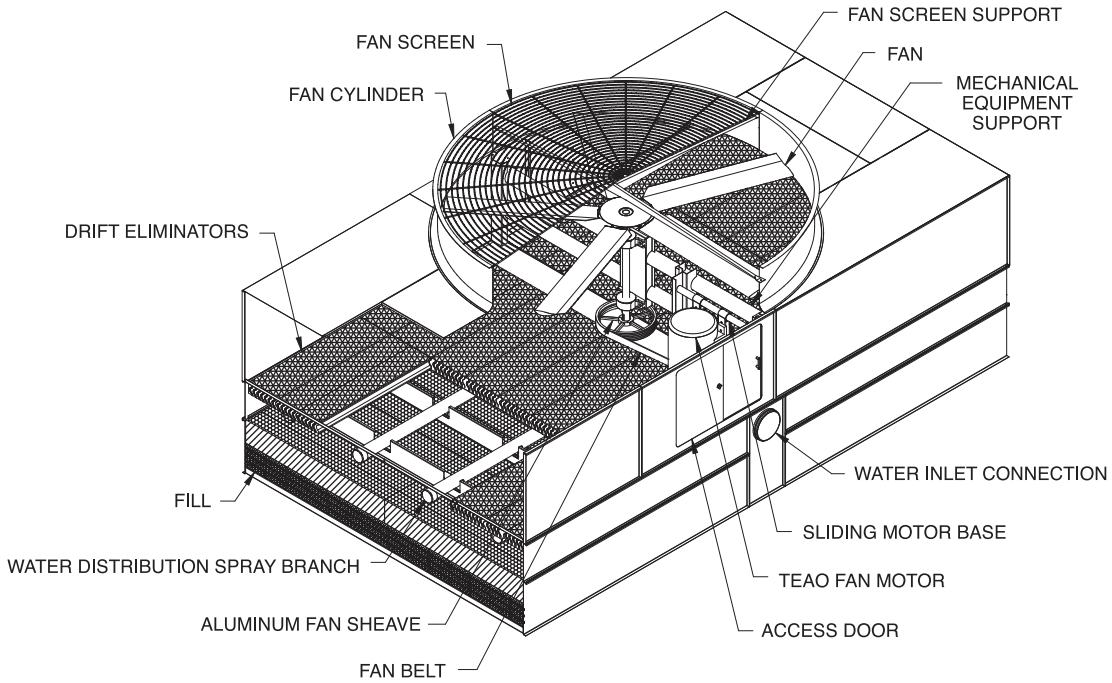 FAN SCREEN SUPPORT
FAN SCREEN
FAN
FAN CYLINDER
MECHANICAL
EQUIPMENT
SUPPORT
DRIFT ELIMINATORS
WATER INLET CONNECTION
FILL
SLIDING MOTOR BASE
WATER DISTRIBUTION SPRAY BRANCH
TEAO FAN MOTOR
ALUMINUM FAN SHEAVE
ACCESS DOOR
FAN BELT